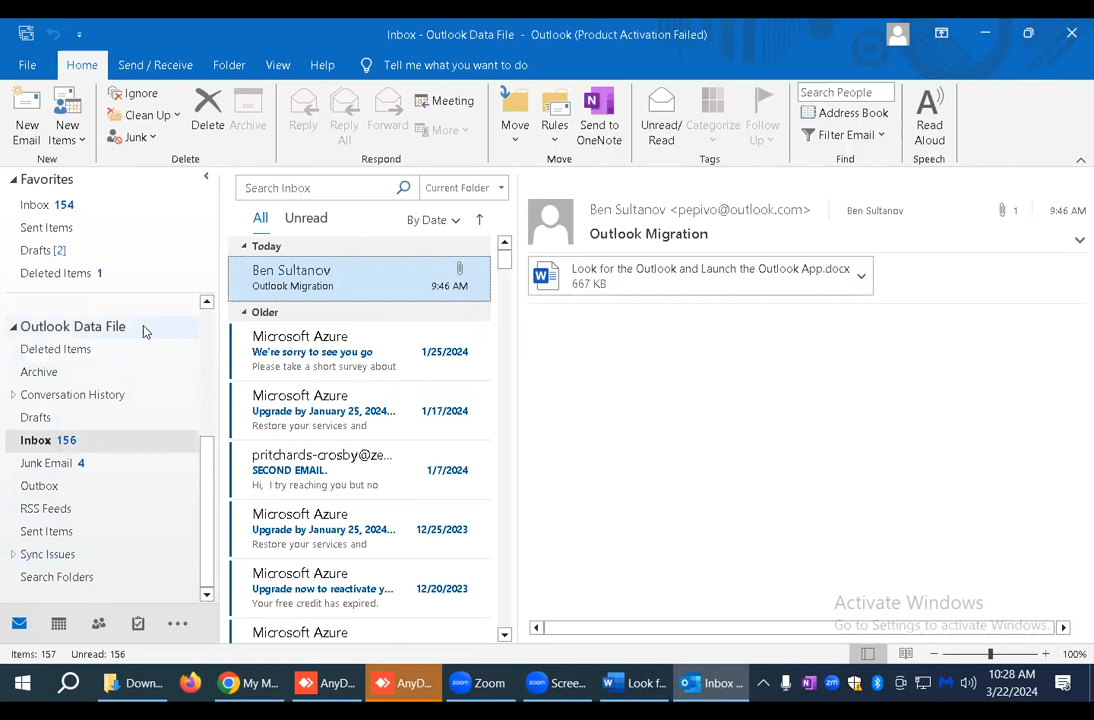 Inbox - Outlook Data File - Outlook (Product Activation Failed)
File Home Send / Receive Folder View Help Tell me what you want to do
New Email
New Items
Ignore
Clean Up
Junk
Delete
Archive
Reply
Reply All
Forward
Meeting
More
Move
Rules
Send to OneNote
Unread/ Read
Categorize
Follow Up
Search People
Address Book
Filter Email
Read Aloud
New Delete Respond Move Tags Find Speech
Favorites
Inbox 154
Sent Items
Drafts [2]
Deleted Items 1
Outlook Data File
Deleted Items
Archive
Conversation History
Drafts
Inbox 156
Junk Email 4
Outbox
RSS Feeds
Sent Items
Sync Issues
Search Folders
Search Inbox Current Folder
All Unread By Date
Today
Ben Sultanov
Outlook Migration 9:46 AM
Older
Microsoft Azure
We're sorry to see you go 1/25/2024
Please take a short survey about
Microsoft Azure
Upgrade by January 25, 2024... 1/17/2024
Restore your services and
pritchards-crosby@ze...
SECOND EMAIL. 1/7/2024
Hi, I try reaching you but no
Microsoft Azure
Upgrade by January 25, 2024... 12/25/2023
Restore your services and
Microsoft Azure
Upgrade now to reactivate y... 12/20/2023
Your free credit has expired.
Microsoft Azure
Ben Sultanov <pepivo@outlook.com> Ben Sultanov 1 9:46 AM
Outlook Migration
Look for the Outlook and Launch the Outlook App.docx
667 KB
Activate Windows
Go to Settings to activate Windows.
Items: 157 Unread: 156 100%
Down... My M... AnyD... AnyD... Zoom Scree... Look f... Inbox ... 10:28 AM
3/22/2024